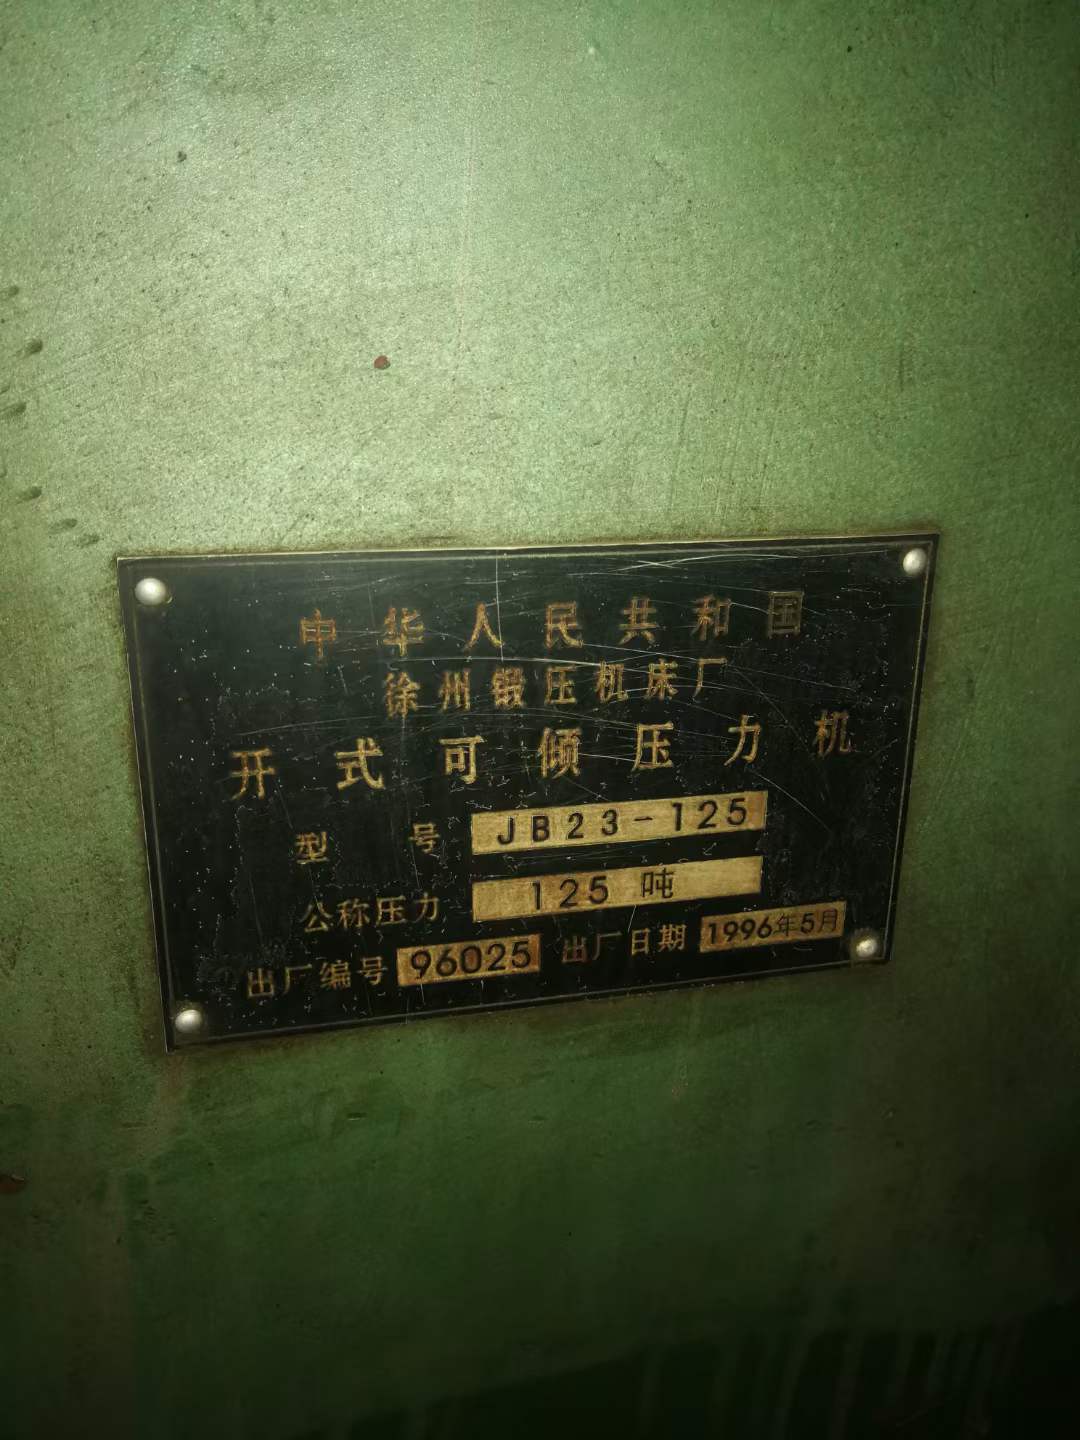 中华人民共和国
徐州锻压机床厂
开式可倾压力机
型号 JB23-125
公称压力 125 吨
出厂编号 96025 出厂日期 1996年5月